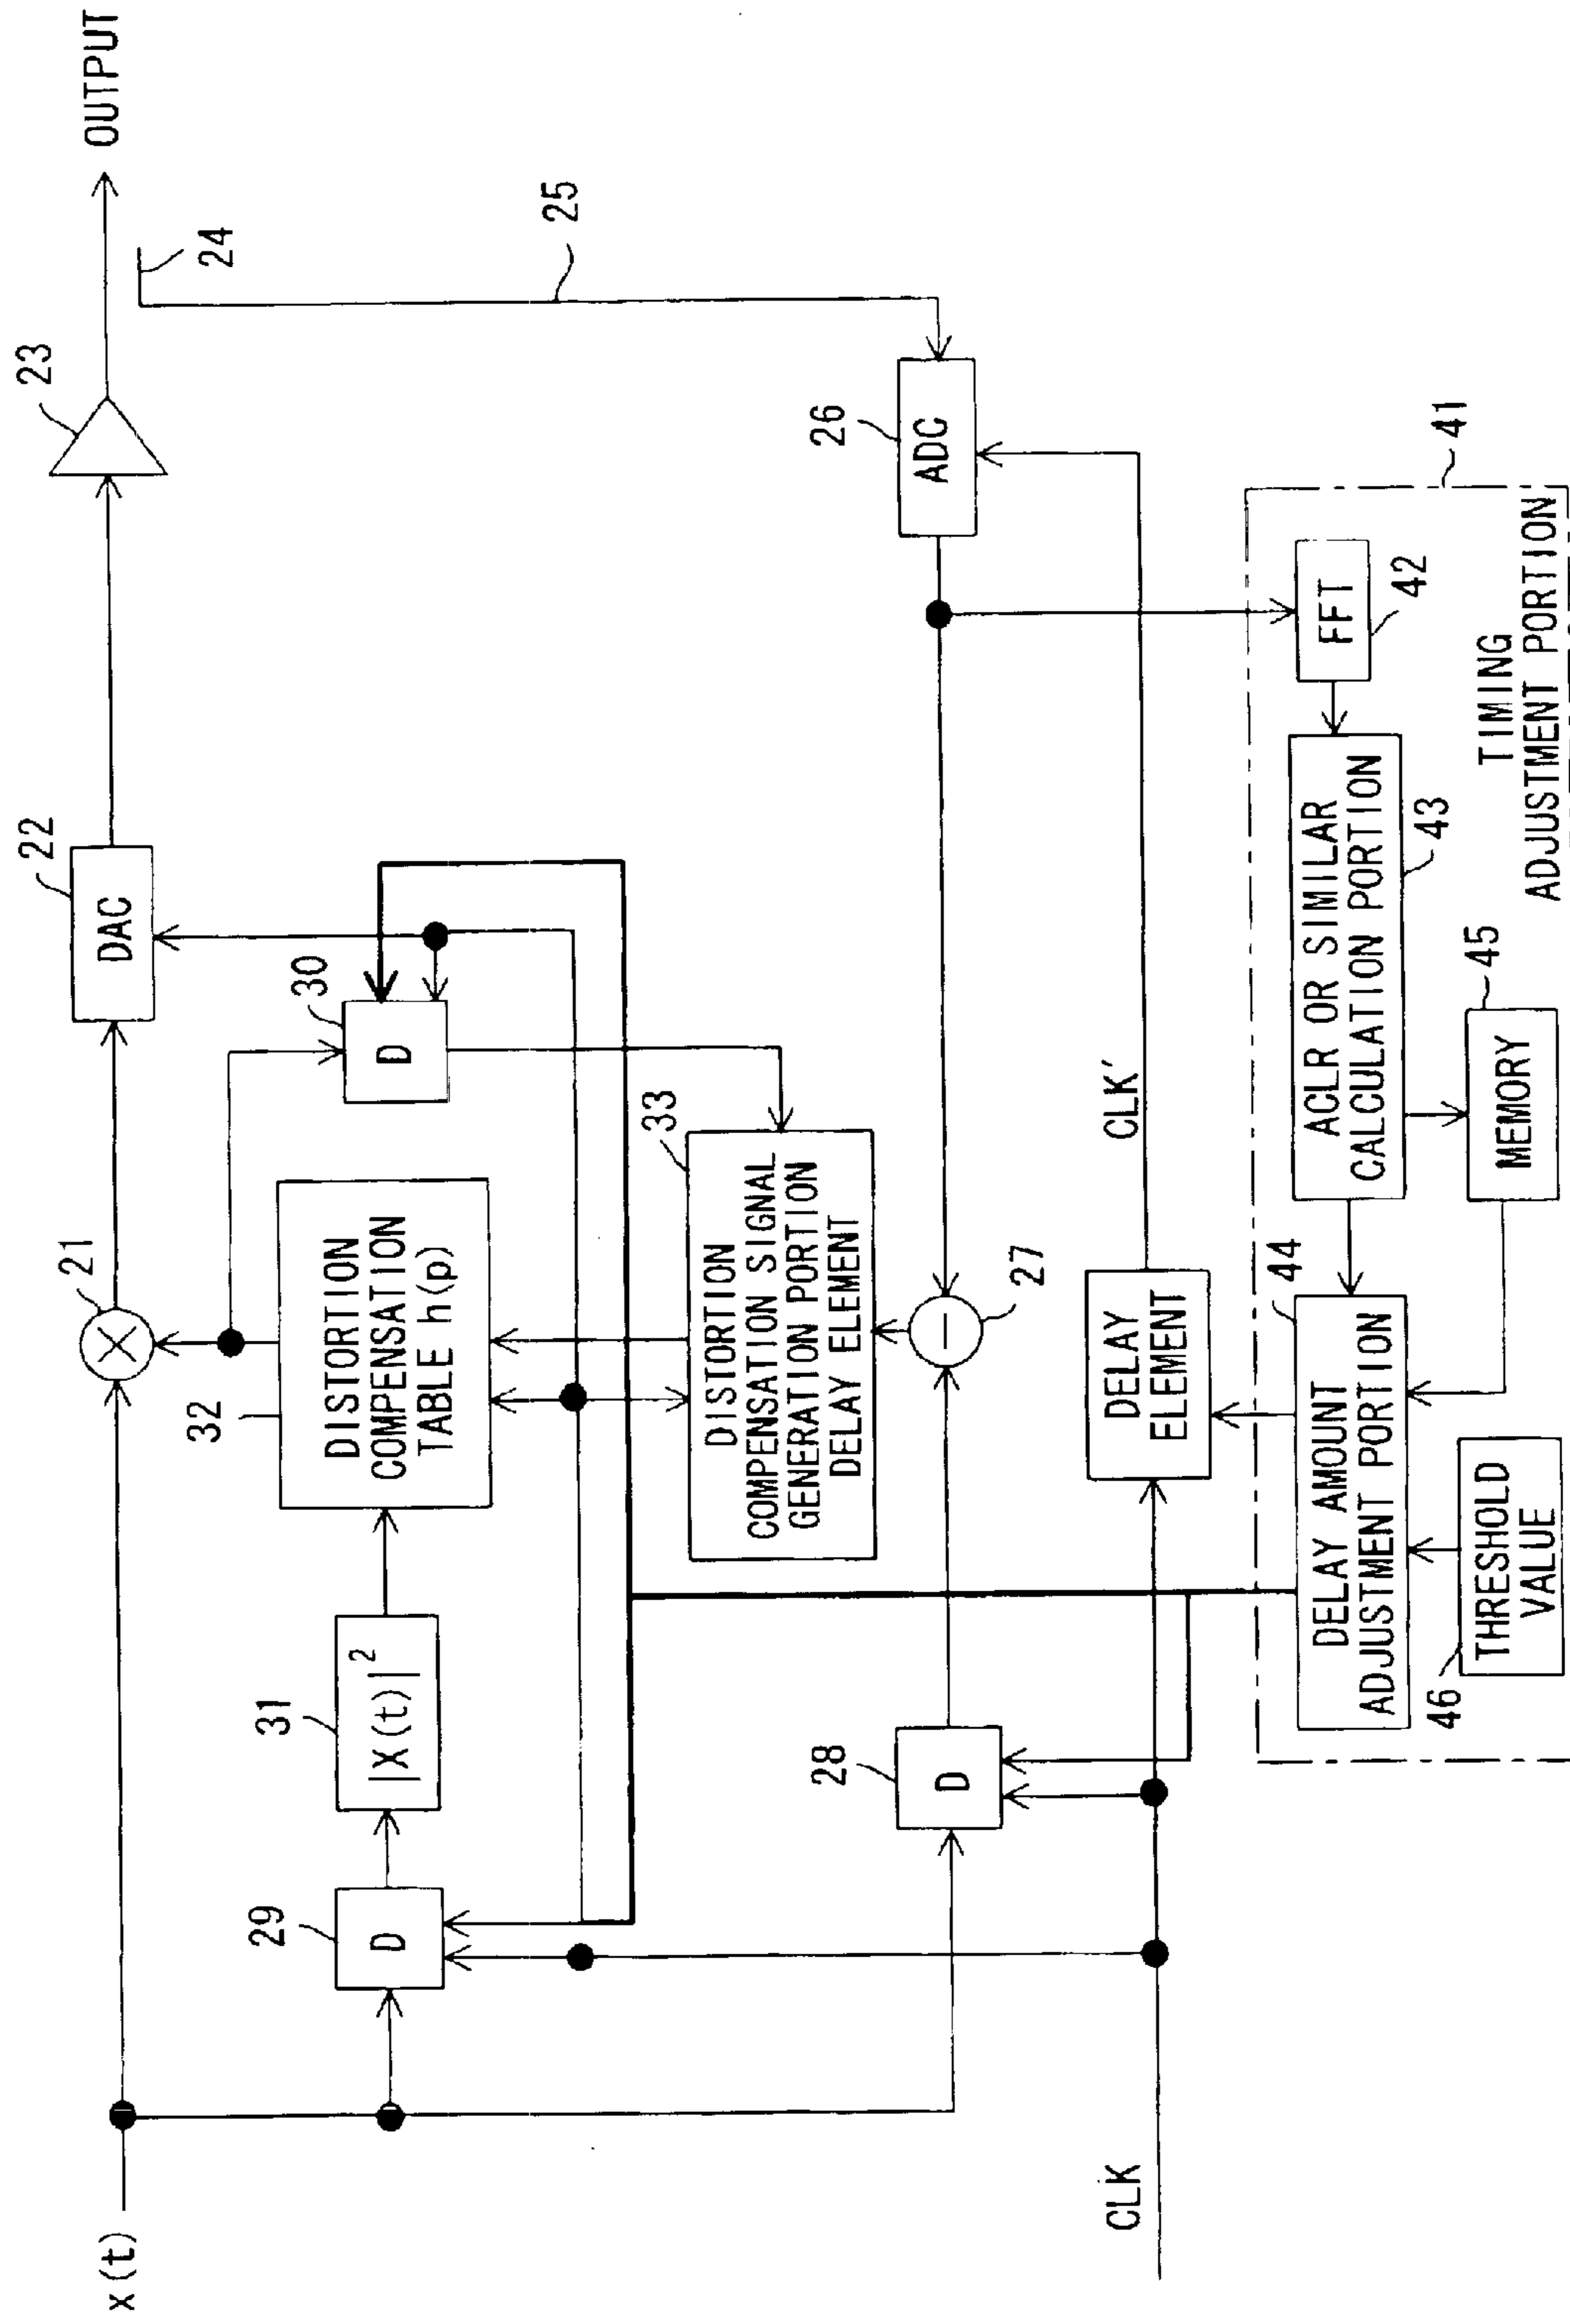 x(t)
21
22
DAC
23
OUTPUT
24
25
29
D
31
|X(t)|²
32
DISTORTION
COMPENSATION
TABLE h(p)
30
D
33
DISTORTION
COMPENSATION SIGNAL
GENERATION PORTION
DELAY ELEMENT
28
D
27
26
ADC
CLK
DELAY
ELEMENT
CLK′
41
44
DELAY AMOUNT
ADJUSTMENT PORTION
43
ACLR OR SIMILAR
CALCULATION PORTION
42
FFT
46
THRESHOLD
VALUE
45
MEMORY
TIMING
ADJUSTMENT PORTION